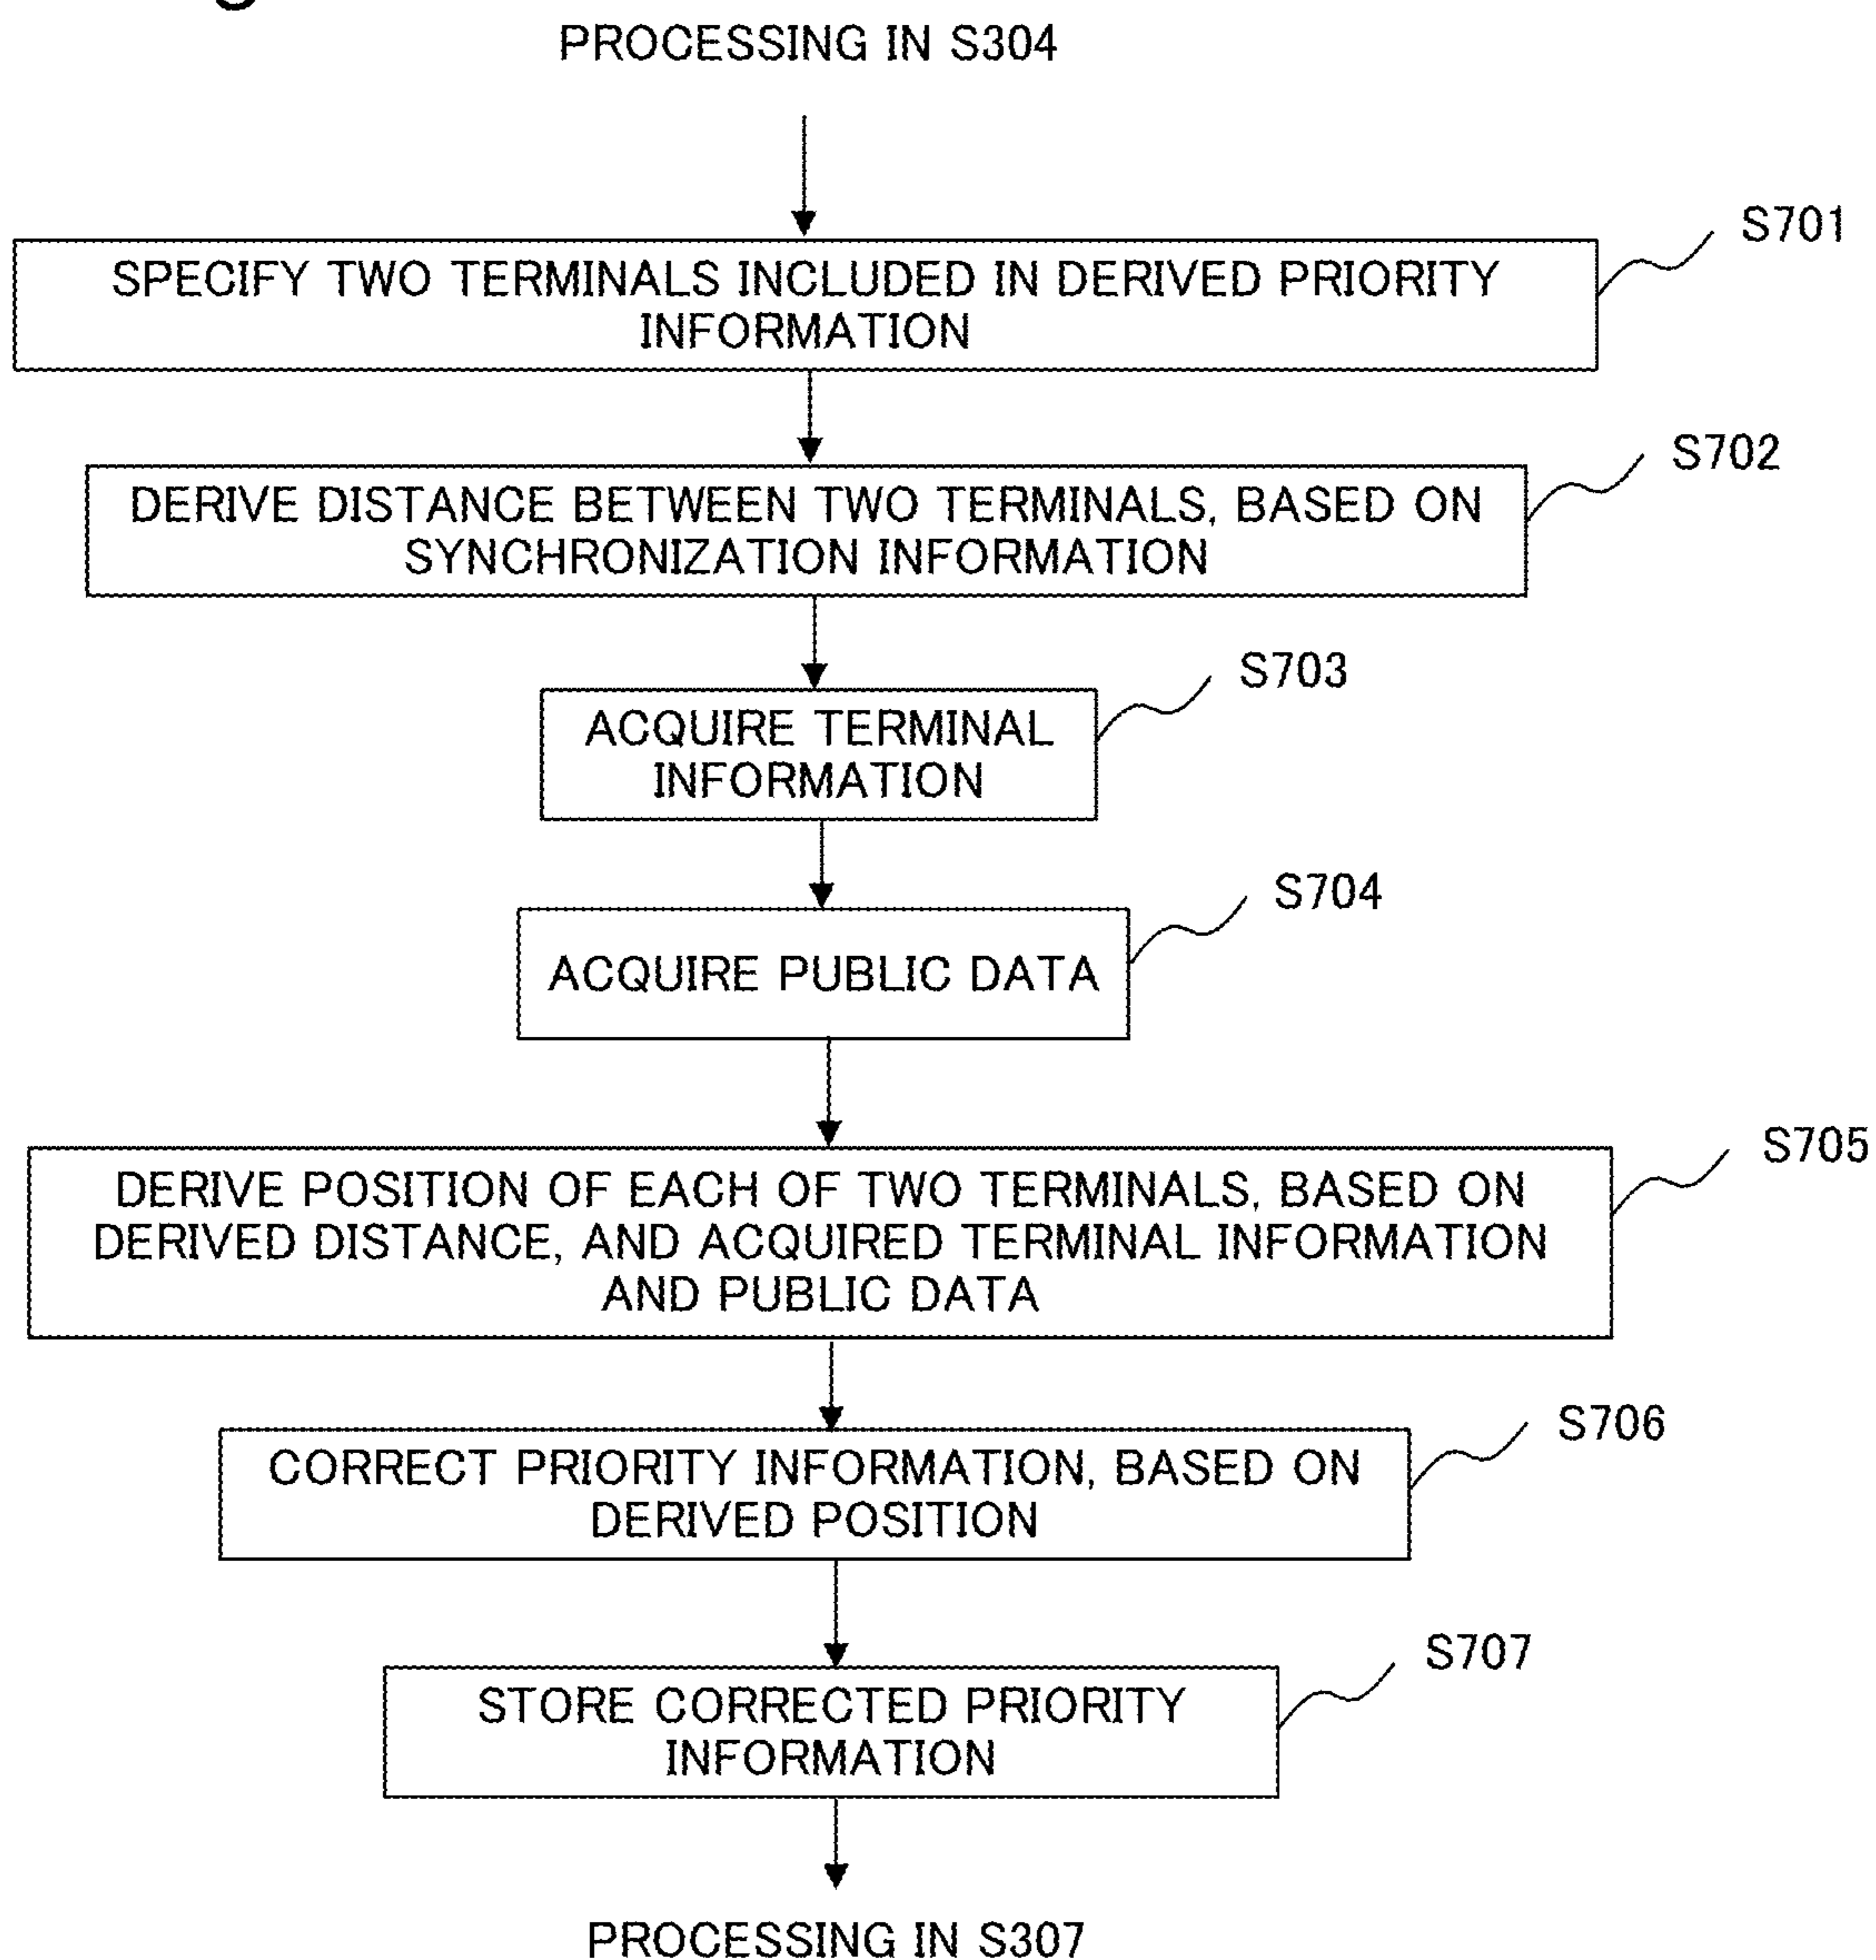 PROCESSING IN S304
S701
SPECIFY TWO TERMINALS INCLUDED IN DERIVED PRIORITY
INFORMATION
S702
DERIVE DISTANCE BETWEEN TWO TERMINALS, BASED ON
SYNCHRONIZATION INFORMATION
S703
ACQUIRE TERMINAL
INFORMATION
S704
ACQUIRE PUBLIC DATA
S705
DERIVE POSITION OF EACH OF TWO TERMINALS, BASED ON
DERIVED DISTANCE, AND ACQUIRED TERMINAL INFORMATION
AND PUBLIC DATA
S706
CORRECT PRIORITY INFORMATION, BASED ON
DERIVED POSITION
S707
STORE CORRECTED PRIORITY
INFORMATION
PROCESSING IN S307